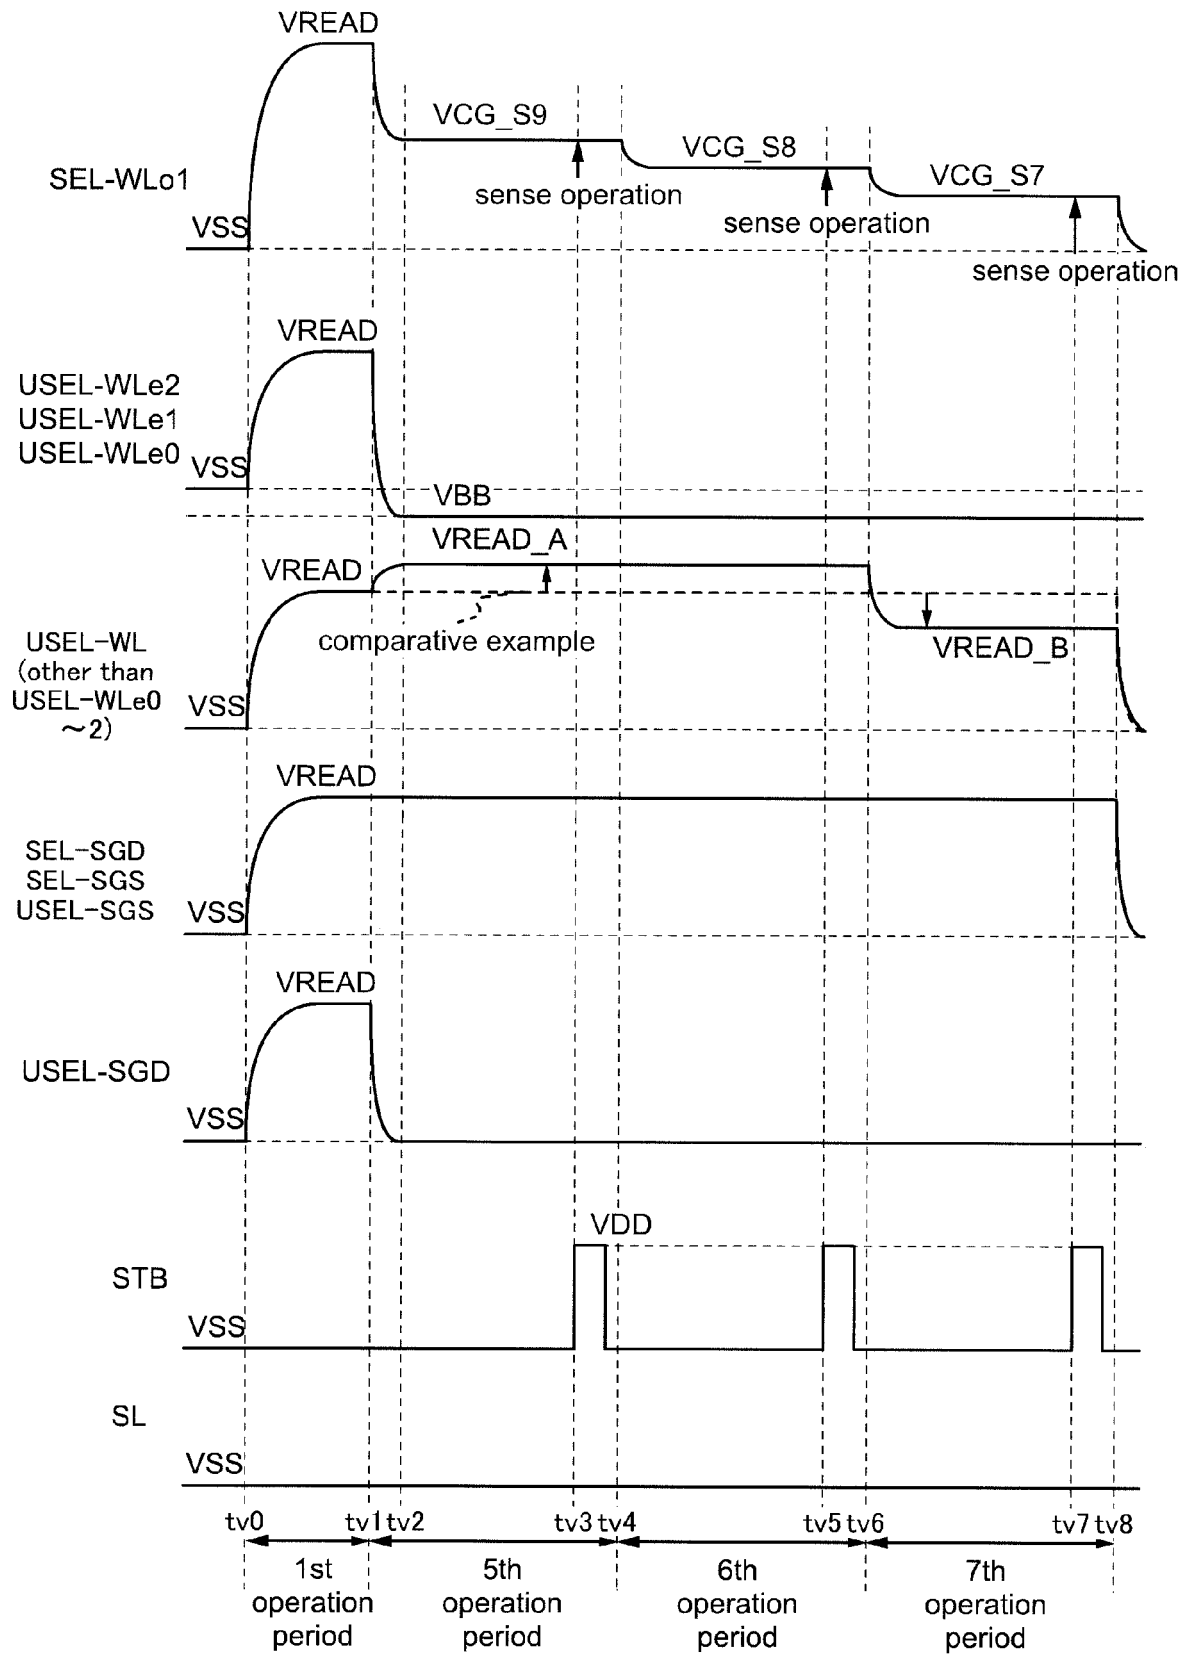 VREAD
SEL-WLo1
VSS
VCG_S9
VCG_S8
VCG_S7
sense operation
sense operation
sense operation
VREAD
USEL-WLe2
USEL-WLe1
USEL-WLe0
VSS
VBB
VREAD_A
VREAD
comparative example
VREAD_B
USEL-WL
(other than
USEL-WLe0
～2)
VSS
VREAD
SEL-SGD
SEL-SGS
USEL-SGS
VSS
VREAD
USEL-SGD
VSS
VDD
STB
VSS
SL
VSS
tv0 tv1 tv2 tv3 tv4 tv5 tv6 tv7 tv8
1st
operation
period
5th
operation
period
6th
operation
period
7th
operation
period